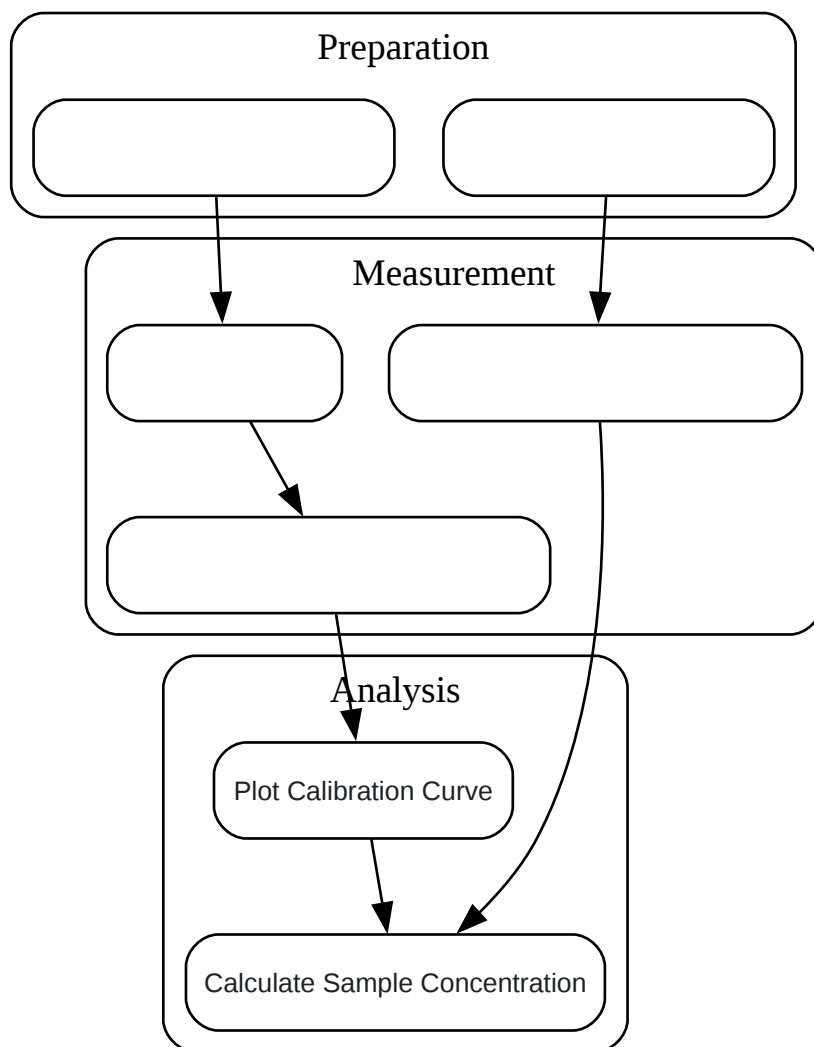 Preparation
Measurement
Analysis
Plot Calibration Curve
Calculate Sample Concentration